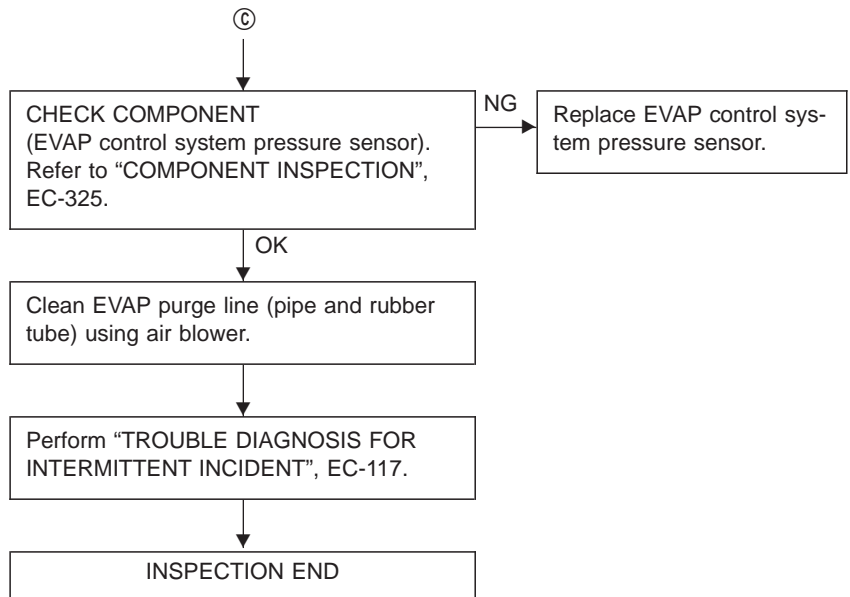 Ⓒ
CHECK COMPONENT
(EVAP control system pressure sensor).
Refer to “COMPONENT INSPECTION”,
EC-325.
NG
Replace EVAP control sys-
tem pressure sensor.
OK
Clean EVAP purge line (pipe and rubber
tube) using air blower.
Perform “TROUBLE DIAGNOSIS FOR
INTERMITTENT INCIDENT”, EC-117.
INSPECTION END